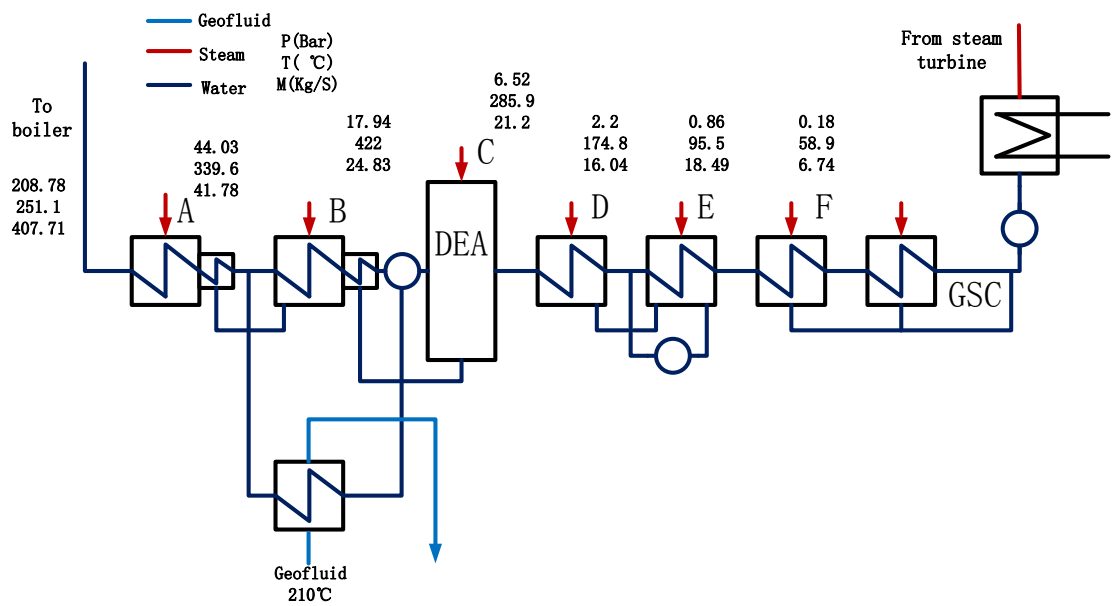 Geofluid
Steam
Water
P(Bar)
T( ℃)
M(Kg/S)
From steam
turbine
To
boiler
208.78
251.1
407.71
44.03
339.6
41.78
17.94
422
24.83
6.52
285.9
21.2
2.2
174.8
16.04
0.86
95.5
18.49
0.18
58.9
6.74
A
B
C
D
E
F
DEA
GSC
Geofluid
210℃